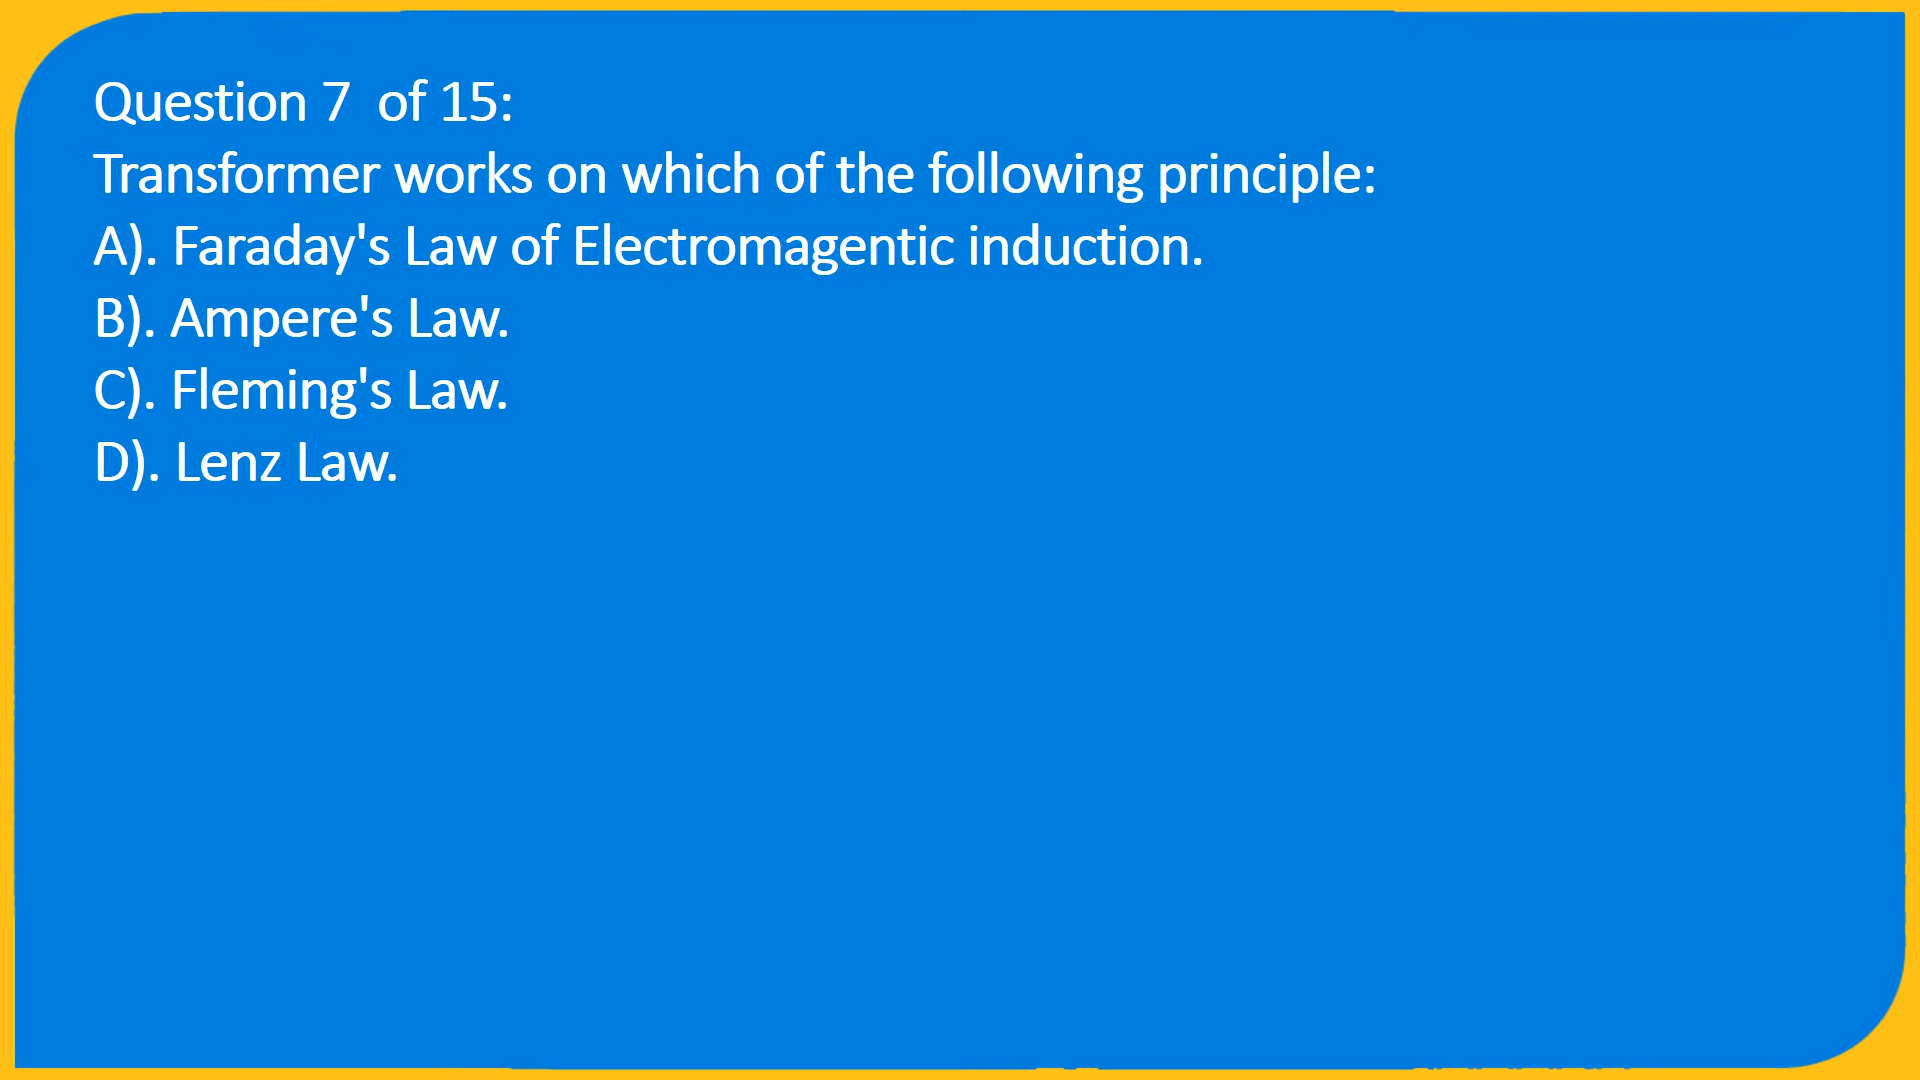 Question 7  of 15:
Transformer works on which of the following principle:
A). Faraday's Law of Electromagentic induction.
B). Ampere's Law.
C). Fleming's Law.
D). Lenz Law.